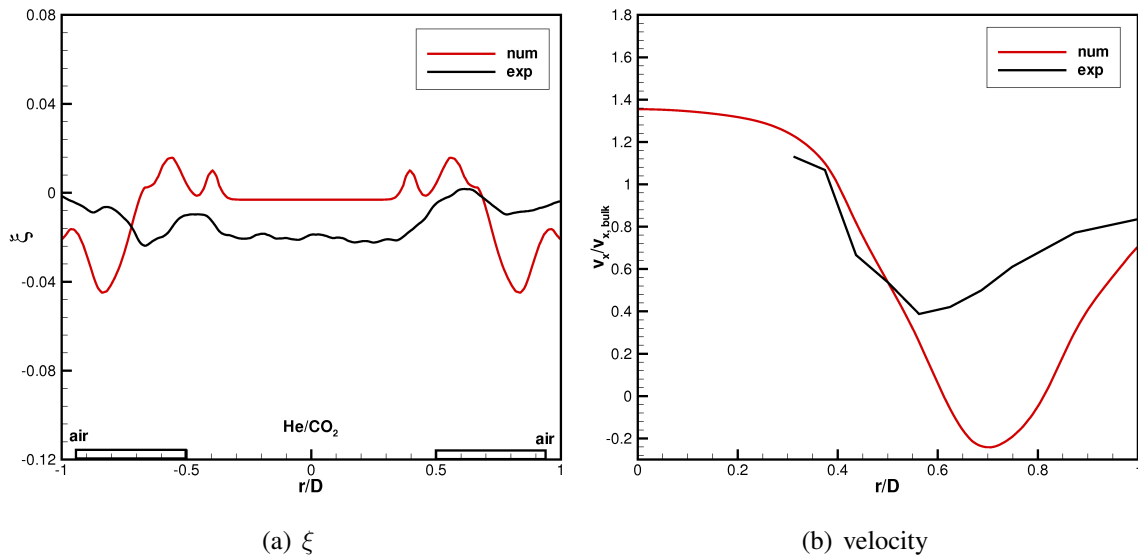 0.08
0.04
0
-0.04
-0.08
-0.12
ξ
num
exp
He/CO2
air
air
-1
-0.5
0
0.5
1
r/D
(a) ξ
1.8
1.6
1.4
1.2
1
0.8
0.6
0.4
0.2
0
-0.2
vx/vx, bulk
num
exp
0
0.2
0.4
0.6
0.8
1
r/D
(b) velocity